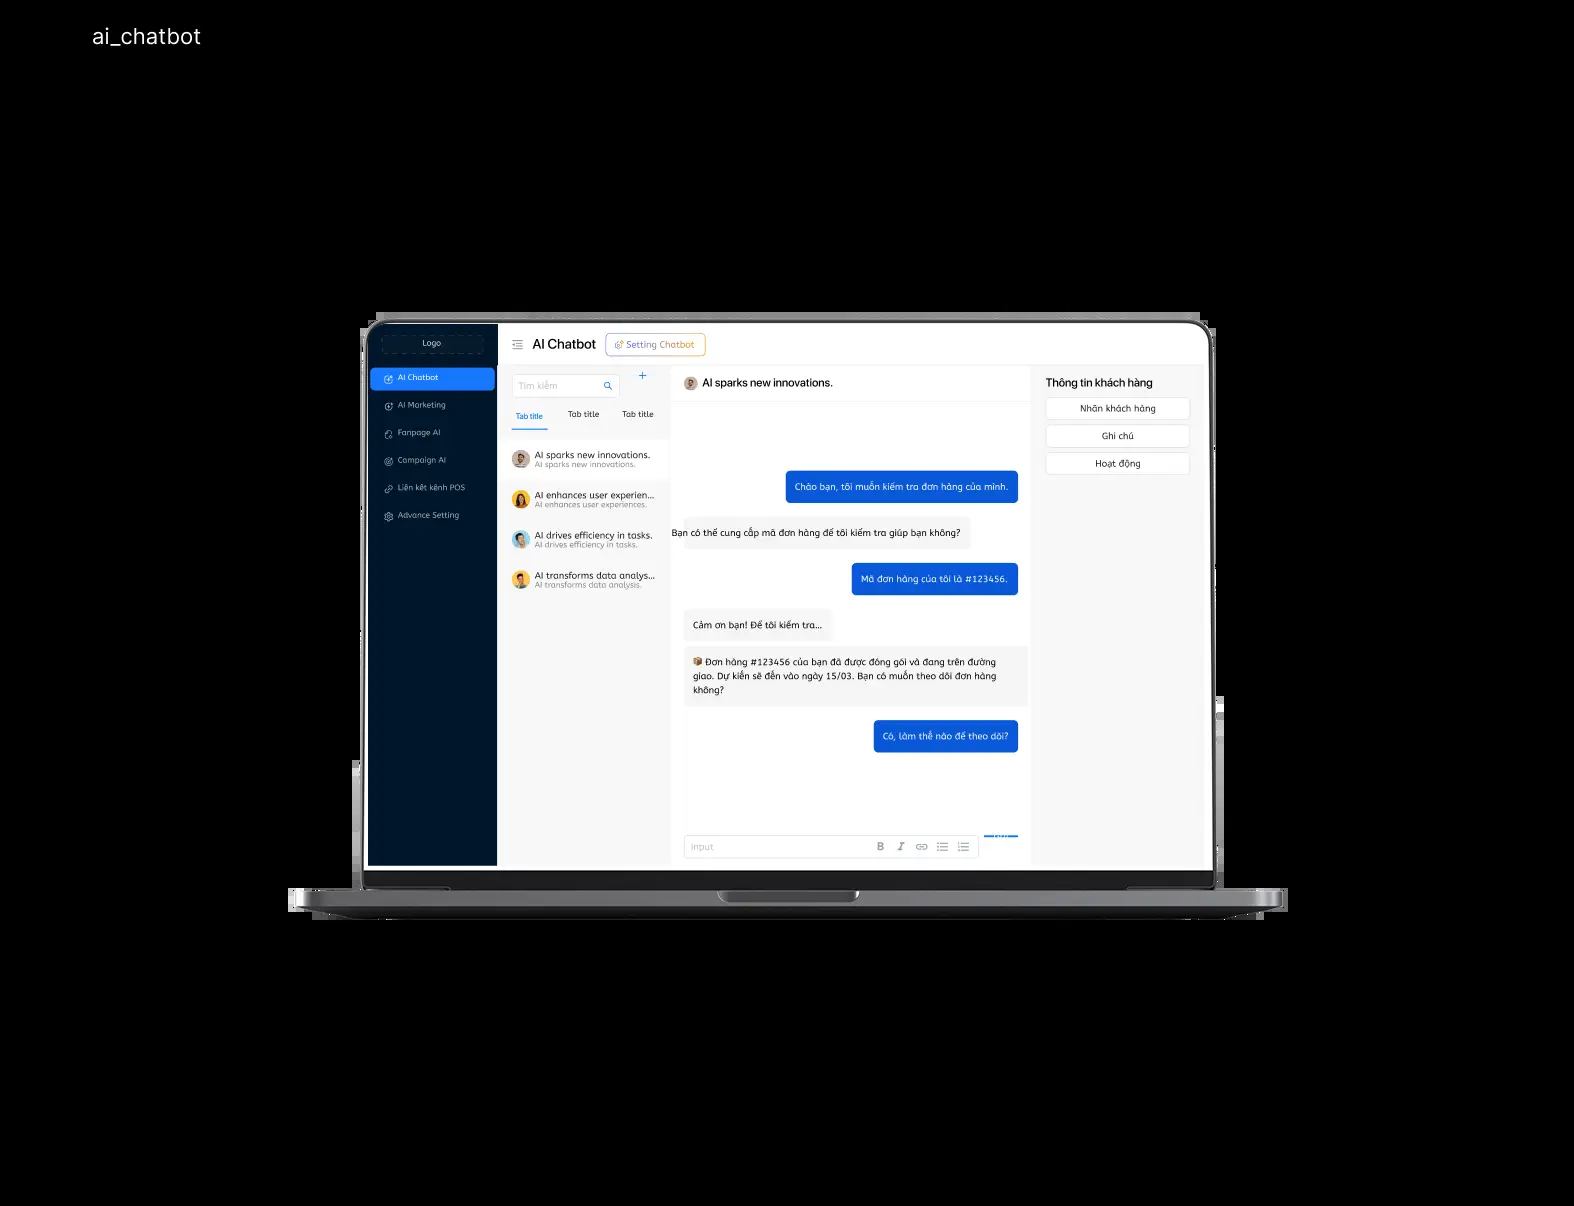 ai_chatbot
Logo
AI Chatbot
AI Marketing
Fanpage AI
Campaign AI
Liên kết kênh POS
Advance Setting
AI Chatbot
Setting Chatbot
Tìm kiếm
Tab title
Tab title
Tab title
AI sparks new innovations.
AI sparks new innovations.
AI enhances user experien...
AI enhances user experiences.
AI drives efficiency in tasks.
AI drives efficiency in tasks.
AI transforms data analys...
AI transforms data analysis.
AI sparks new innovations.
Chào bạn, tôi muốn kiểm tra đơn hàng của mình.
Bạn có thể cung cấp mã đơn hàng để tôi kiểm tra giúp bạn không?
Mã đơn hàng của tôi là #123456.
Cảm ơn bạn! Để tôi kiểm tra...
📦 Đơn hàng #123456 của bạn đã được đóng gói và đang trên đường
giao. Dự kiến sẽ đến vào ngày 15/03. Bạn có muốn theo dõi đơn hàng
không?
Có, làm thế nào để theo dõi?
Input
B I
Thông tin khách hàng
Nhãn khách hàng
Ghi chú
Hoạt động